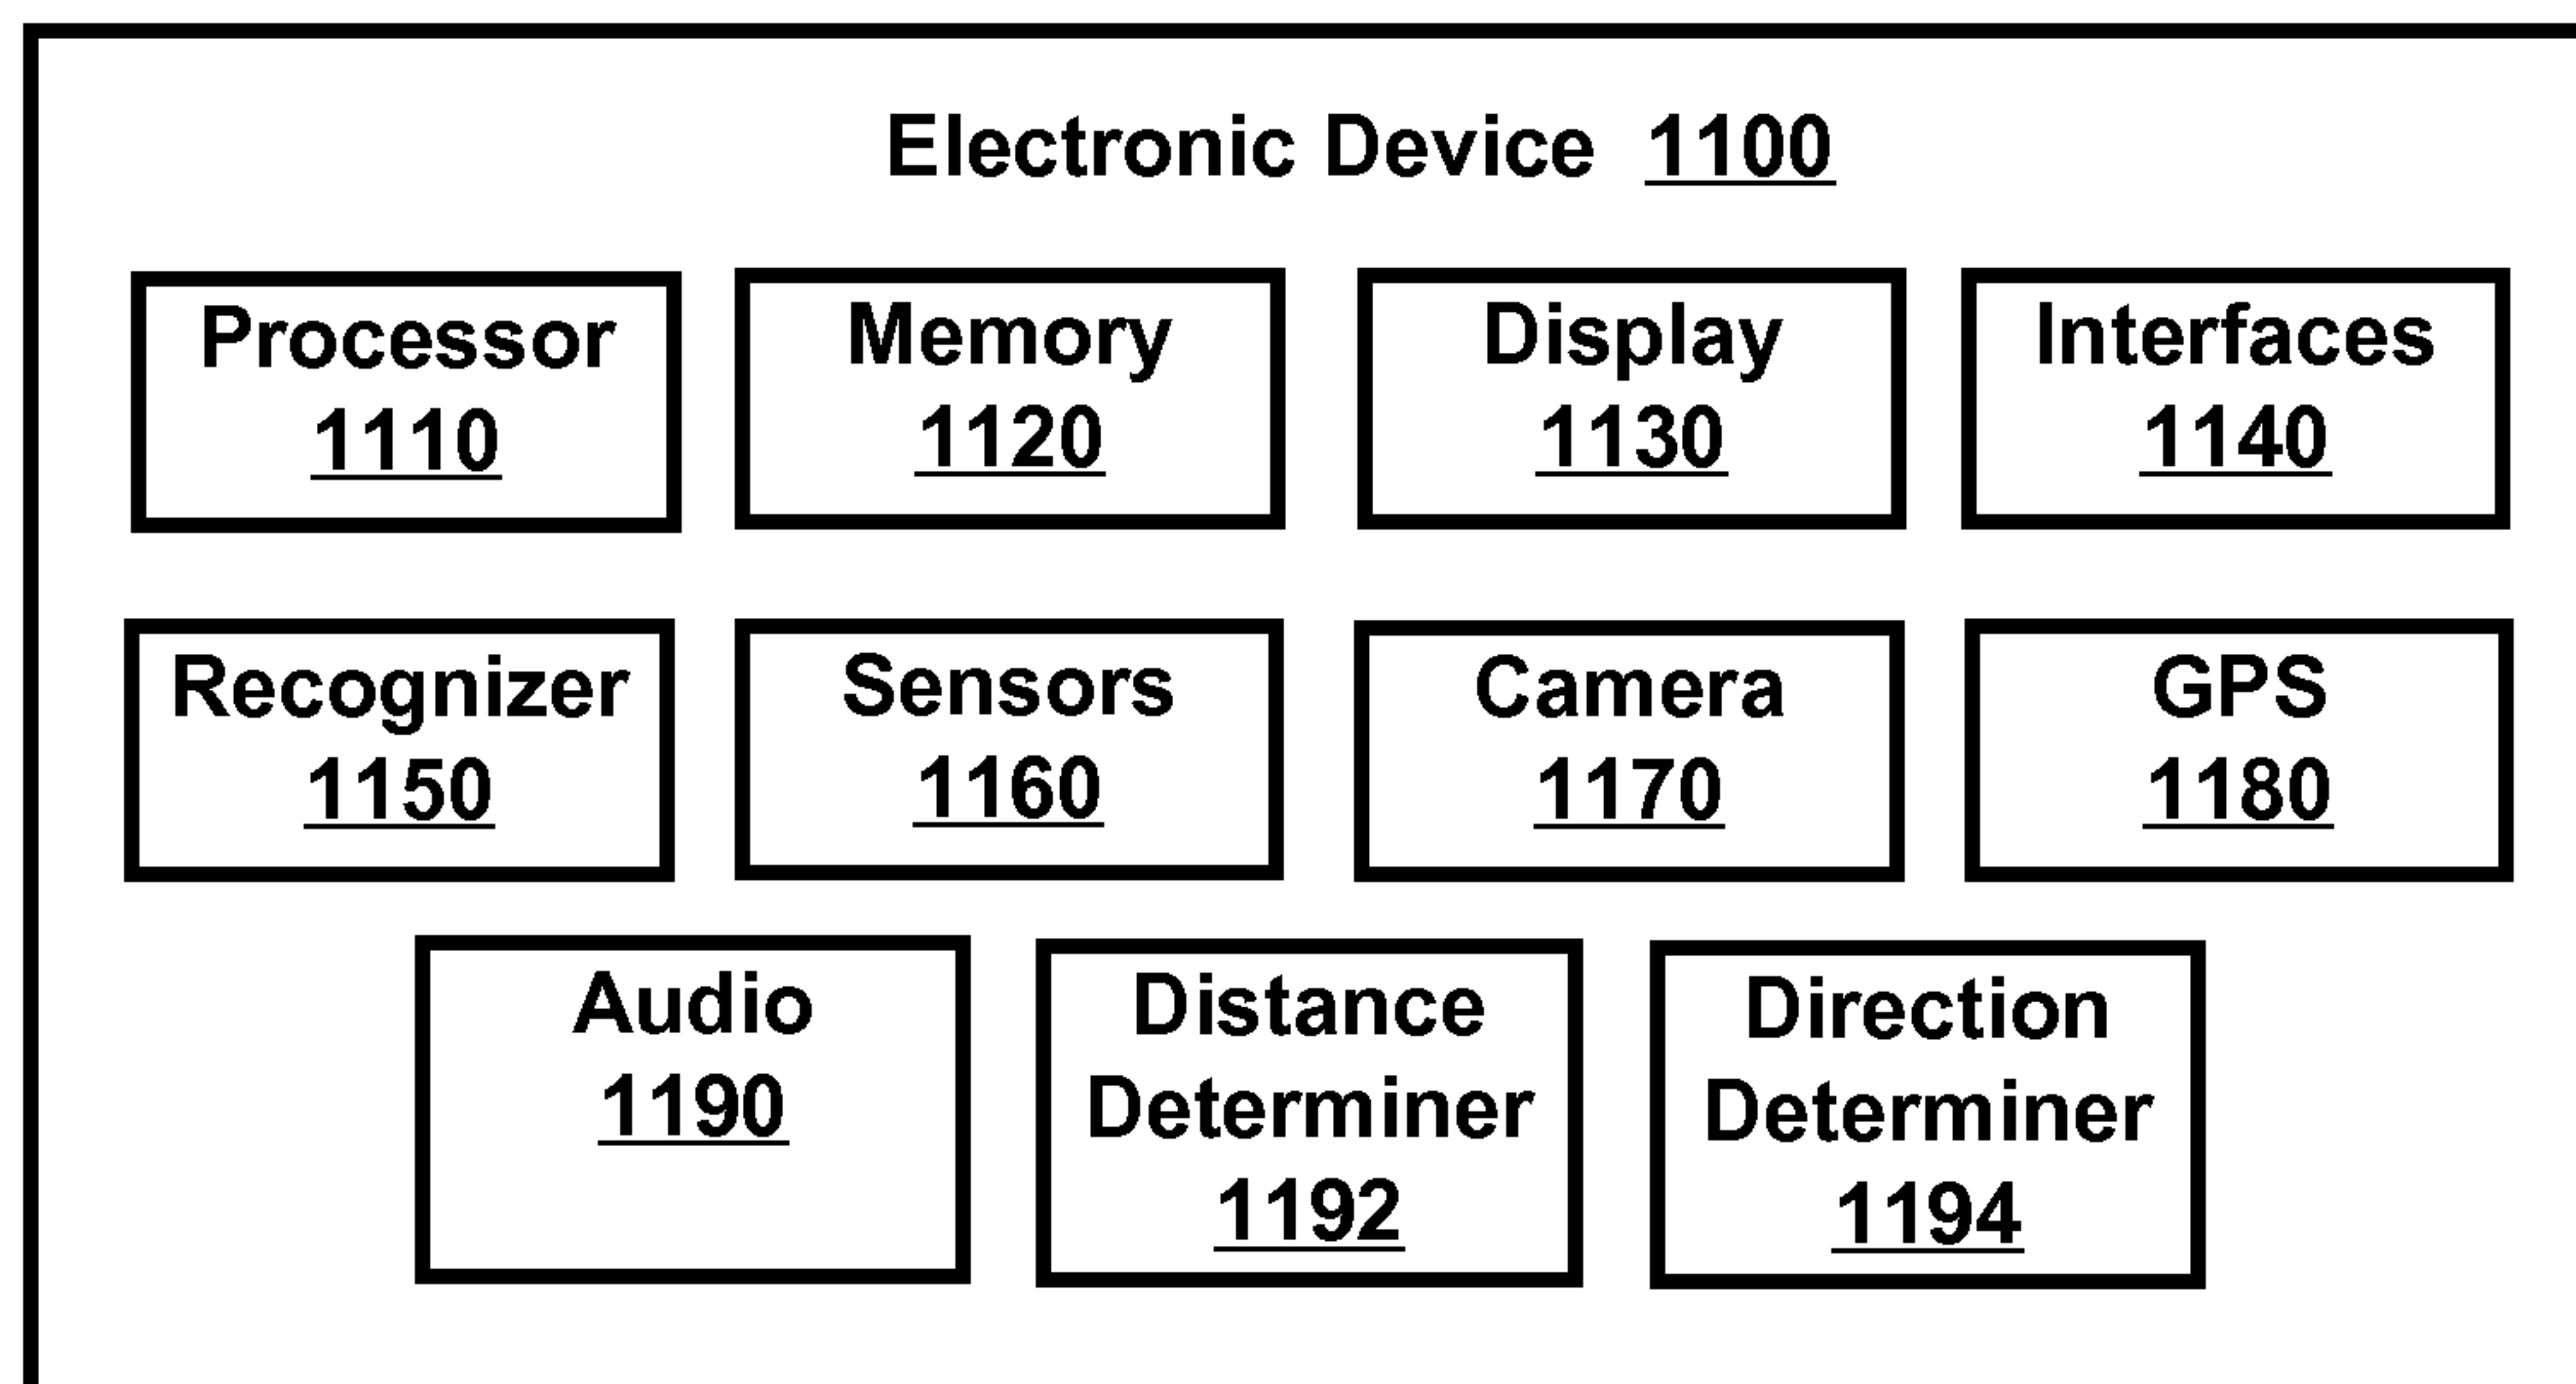 Electronic Device 1100
Processor
1110
Memory
1120
Display
1130
Interfaces
1140
Recognizer
1150
Sensors
1160
Camera
1170
GPS
1180
Audio
1190
Distance
Determiner
1192
Direction
Determiner
1194